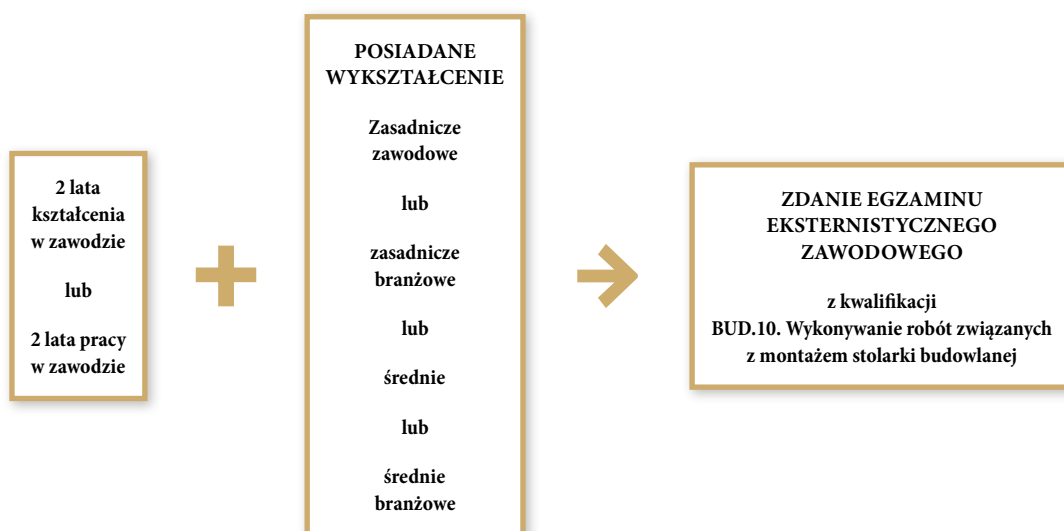 2 lata
kształcenia
w zawodzie
lub
2 lata pracy
w zawodzie
POSIADANE
WYKSZTAŁCENIE
Zasadnicze
zawodowe
lub
zasadnicze
branżowe
lub
średnie
lub
średnie
branżowe
ZDANIE EGZAMINU
EKSTERNISTYCZNEGO
ZAWODOWEGO
z kwalifikacji
BUD.10. Wykonywanie robót związanych
z montażem stolarki budowlanej